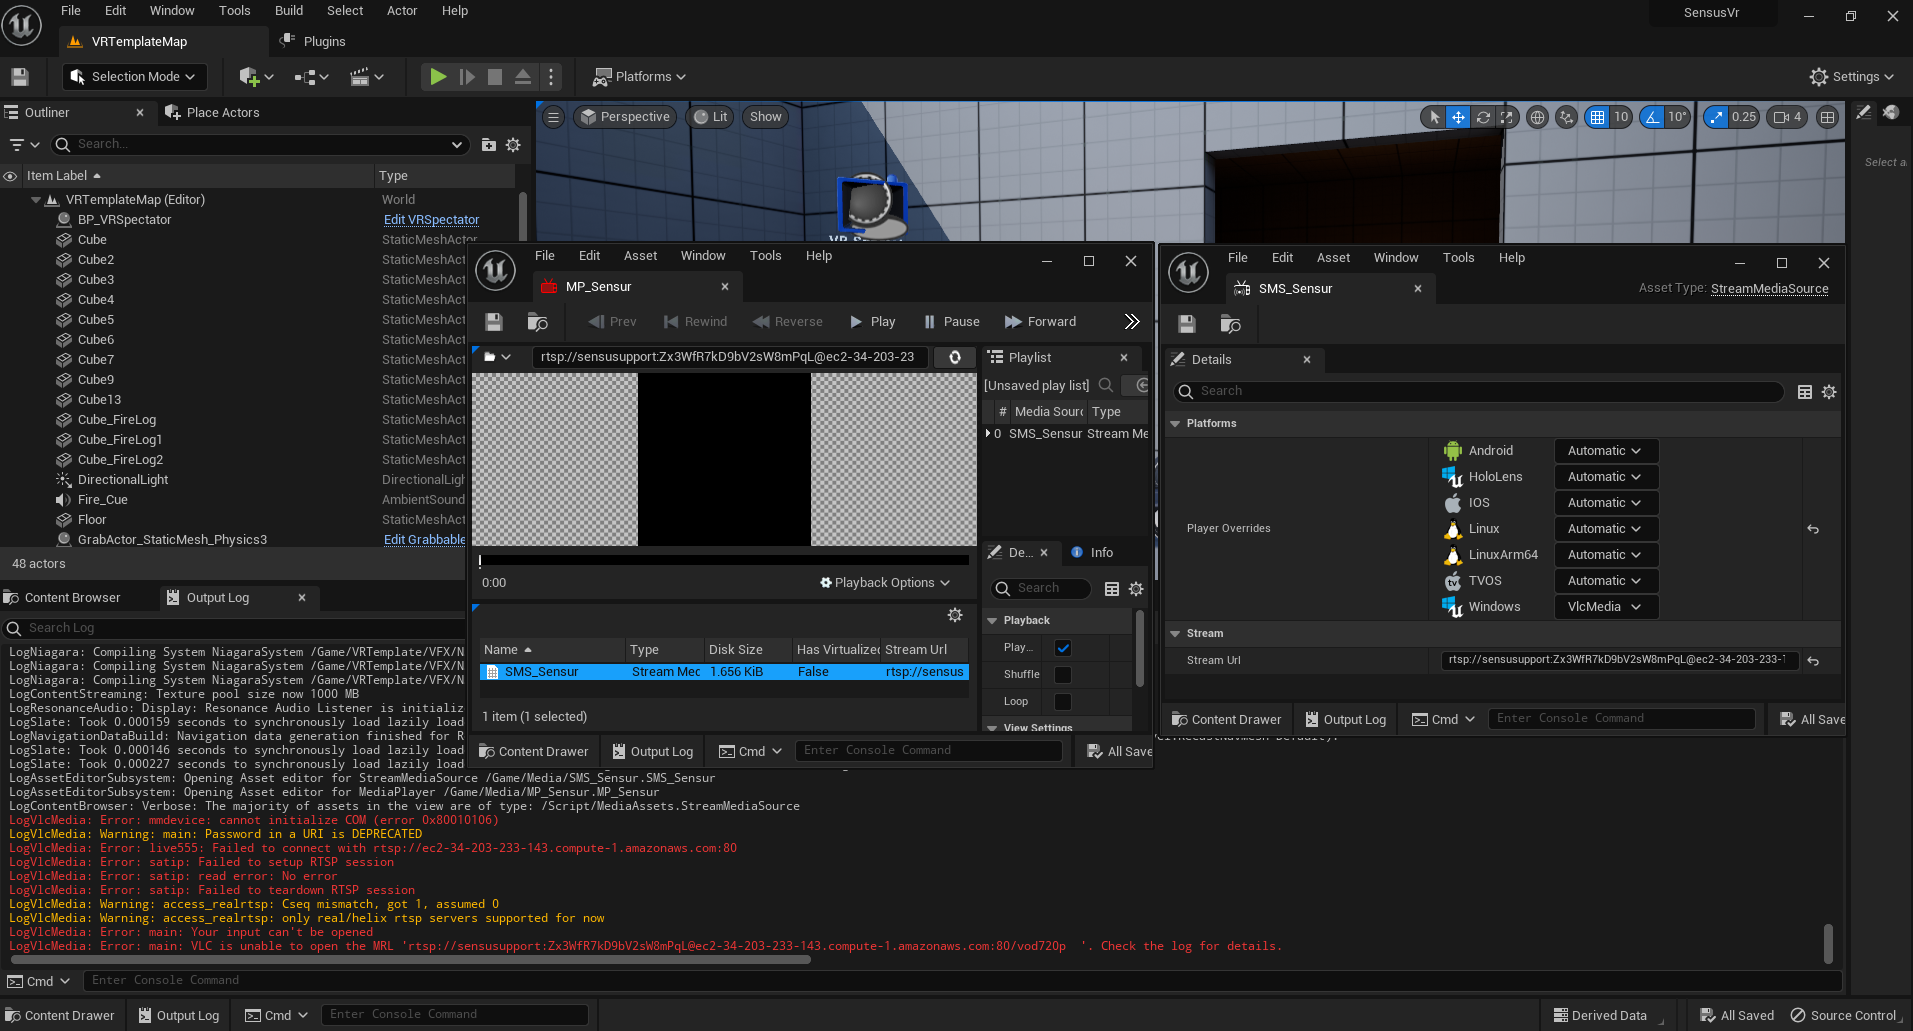 File Edit Window Tools Build Select Actor Help
SensusVr
VRTemplateMap
Plugins
Selection Mode
Platforms
Settings
Outliner
Place Actors
Perspective
Lit
Show
10
10°
0.25
4
Search...
Select a
Item Label
Type
VRTemplateMap (Editor)
World
BP_VRSpectator
Edit VRSpectator
Cube
StaticMeshActor
Cube2
StaticMeshAct
Cube3
StaticMeshAct
Cube4
StaticMeshAct
Cube5
StaticMeshAct
Cube6
StaticMeshAct
Cube7
StaticMeshAct
Cube9
StaticMeshAct
Cube13
StaticMeshAct
Cube_FireLog
StaticMeshAct
Cube_FireLog1
StaticMeshAct
Cube_FireLog2
StaticMeshAct
DirectionalLight
DirectionalLigh
Fire_Cue
AmbientSound
Floor
StaticMeshAct
GrabActor_StaticMesh_Physics3
Edit Grabbable
48 actors
File Edit Asset Window Tools Help
MP_Sensur
Prev
Rewind
Reverse
Play
Pause
Forward
rtsp://sensusupport:Zx3WfR7kD9bV2sW8mPqL@ec2-34-203-23
Playlist
[Unsaved play list]
# Media Sourc Type
0 SMS_Sensur Stream Me
0:00
Playback Options
De...
Info
Search
Playback
Play...
Shuffle
Loop
View Settings
Name
Type
Disk Size
Has Virtualized
Stream Url
SMS_Sensur
Stream Med
1.656 KiB
False
rtsp://sensus
1 item (1 selected)
Content Drawer
Output Log
Cmd
Enter Console Command
All Save
File Edit Asset Window Tools Help
SMS_Sensur
Asset Type: StreamMediaSource
Details
Search
Platforms
Player Overrides
Android
Automatic
HoloLens
Automatic
IOS
Automatic
Linux
Automatic
LinuxArm64
Automatic
TVOS
Automatic
Windows
VlcMedia
Stream
Stream Url
rtsp://sensusupport:Zx3WfR7kD9bV2sW8mPqL@ec2-34-203-233-1
Content Drawer
Output Log
Cmd
Enter Console Command
All Save
Content Browser
Output Log
Search Log
LogNiagara: Compiling System NiagaraSystem /Game/VRTemplate/VFX/N
LogNiagara: Compiling System NiagaraSystem /Game/VRTemplate/VFX/N
LogNiagara: Compiling System NiagaraSystem /Game/VRTemplate/VFX/N
LogContentStreaming: Texture pool size now 1000 MB
LogResonanceAudio: Display: Resonance Audio Listener is initializ
LogSlate: Took 0.000159 seconds to synchronously load lazily load
LogNavigationDataBuild: Navigation data generation finished for R
LogSlate: Took 0.000146 seconds to synchronously load lazily load
LogSlate: Took 0.000227 seconds to synchronously load lazily load
LogAssetEditorSubsystem: Opening Asset editor for StreamMediaSource /Game/Media/SMS_Sensur.SMS_Sensur
LogAssetEditorSubsystem: Opening Asset editor for MediaPlayer /Game/Media/MP_Sensur.MP_Sensur
LogContentBrowser: Verbose: The majority of assets in the view are of type: /Script/MediaAssets.StreamMediaSource
LogVlcMedia: Error: mmdevice: cannot initialize COM (error 0x80010106)
LogVlcMedia: Warning: main: Password in a URI is DEPRECATED
LogVlcMedia: Error: live555: Failed to connect with rtsp://ec2-34-203-233-143.compute-1.amazonaws.com:80
LogVlcMedia: Error: satip: Failed to setup RTSP session
LogVlcMedia: Error: satip: read error: No error
LogVlcMedia: Error: satip: Failed to teardown RTSP session
LogVlcMedia: Warning: access_realrtsp: Cseq mismatch, got 1, assumed 0
LogVlcMedia: Warning: access_realrtsp: only real/helix rtsp servers supported for now
LogVlcMedia: Error: main: Your input can't be opened
LogVlcMedia: Error: main: VLC is unable to open the MRL 'rtsp://sensusupport:Zx3WfR7kD9bV2sW8mPqL@ec2-34-203-233-143.compute-1.amazonaws.com:80/vod720p '. Check the log for details.
Cmd
Enter Console Command
Content Drawer
Output Log
Cmd
Enter Console Command
Derived Data
All Saved
Source Control